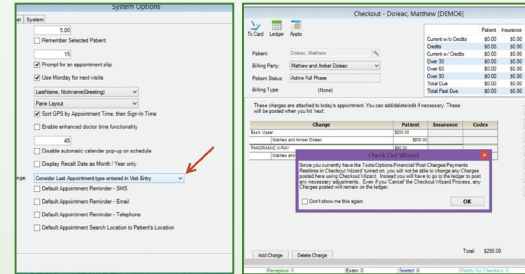 System Options
System
5.00
Remember Selected Patient
15
Prompt for an appointment slip
Use Monday for next visits
LastName, Nickname(Greeting)
Pane Layout
Sort GPS by Appointment Time, then Sign-In Time
Enable enhanced doctor time functionality
45
Disable automatic calender pop-up on schedule
Display Recall Date as Month / Year only
Consider Last Appointment type entered in Visit Entry
Default Appointment Reminder - SMS
Default Appointment Reminder - Email
Default Appointment Reminder - Telephone
Default Appointment Search Location to Patient's Location
Checkout - Doleac, Matthew [DEMO6]
Tx Card Ledger Appts
Patient: Doleac, Matthew
Billing Party: Mathew and Amber Doleac
Patient Status: Active Full Phase
Billing Type: (None)
Patient Insurance
Current w/o Credits $0.00 $0.00
Credits $0.00 $0.00
Current w/ Credits $0.00 $0.00
Over 30 $0.00 $0.00
Over 60 $0.00 $0.00
Over 90 $0.00 $0.00
Total Due $0.00 $0.00
Total Past Due $0.00 $0.00
These charges are attached to today's appointment. You can add/delete/edit if necessary. These
will be posted when you hit next.
Charge Patient Insurance Codes
Exam Upper $200.00
Mathew and Amber Doleac $200.00
PANORAMIC X-RAY $80.00
Mathew and
Check Out Wizard
Since you currently have the Tools:Options:Financial"Post Charges/Payments
Realtime in Checkout Wizard' turned on, you will not be able to change any Charges
posted here using Checkout Wizard. Instead you will have to go to the ledger to post
any necessary adjustments. Even if you 'Cancel' the Checkout Wizard Process, any
Charges posted will remain on the ledger.
Don't show me this again
OK
Total: $280.00
Add Charge Delete Charge
Reception: 0 Exam: 0 Seated: 0 Ready for Checkout: 0